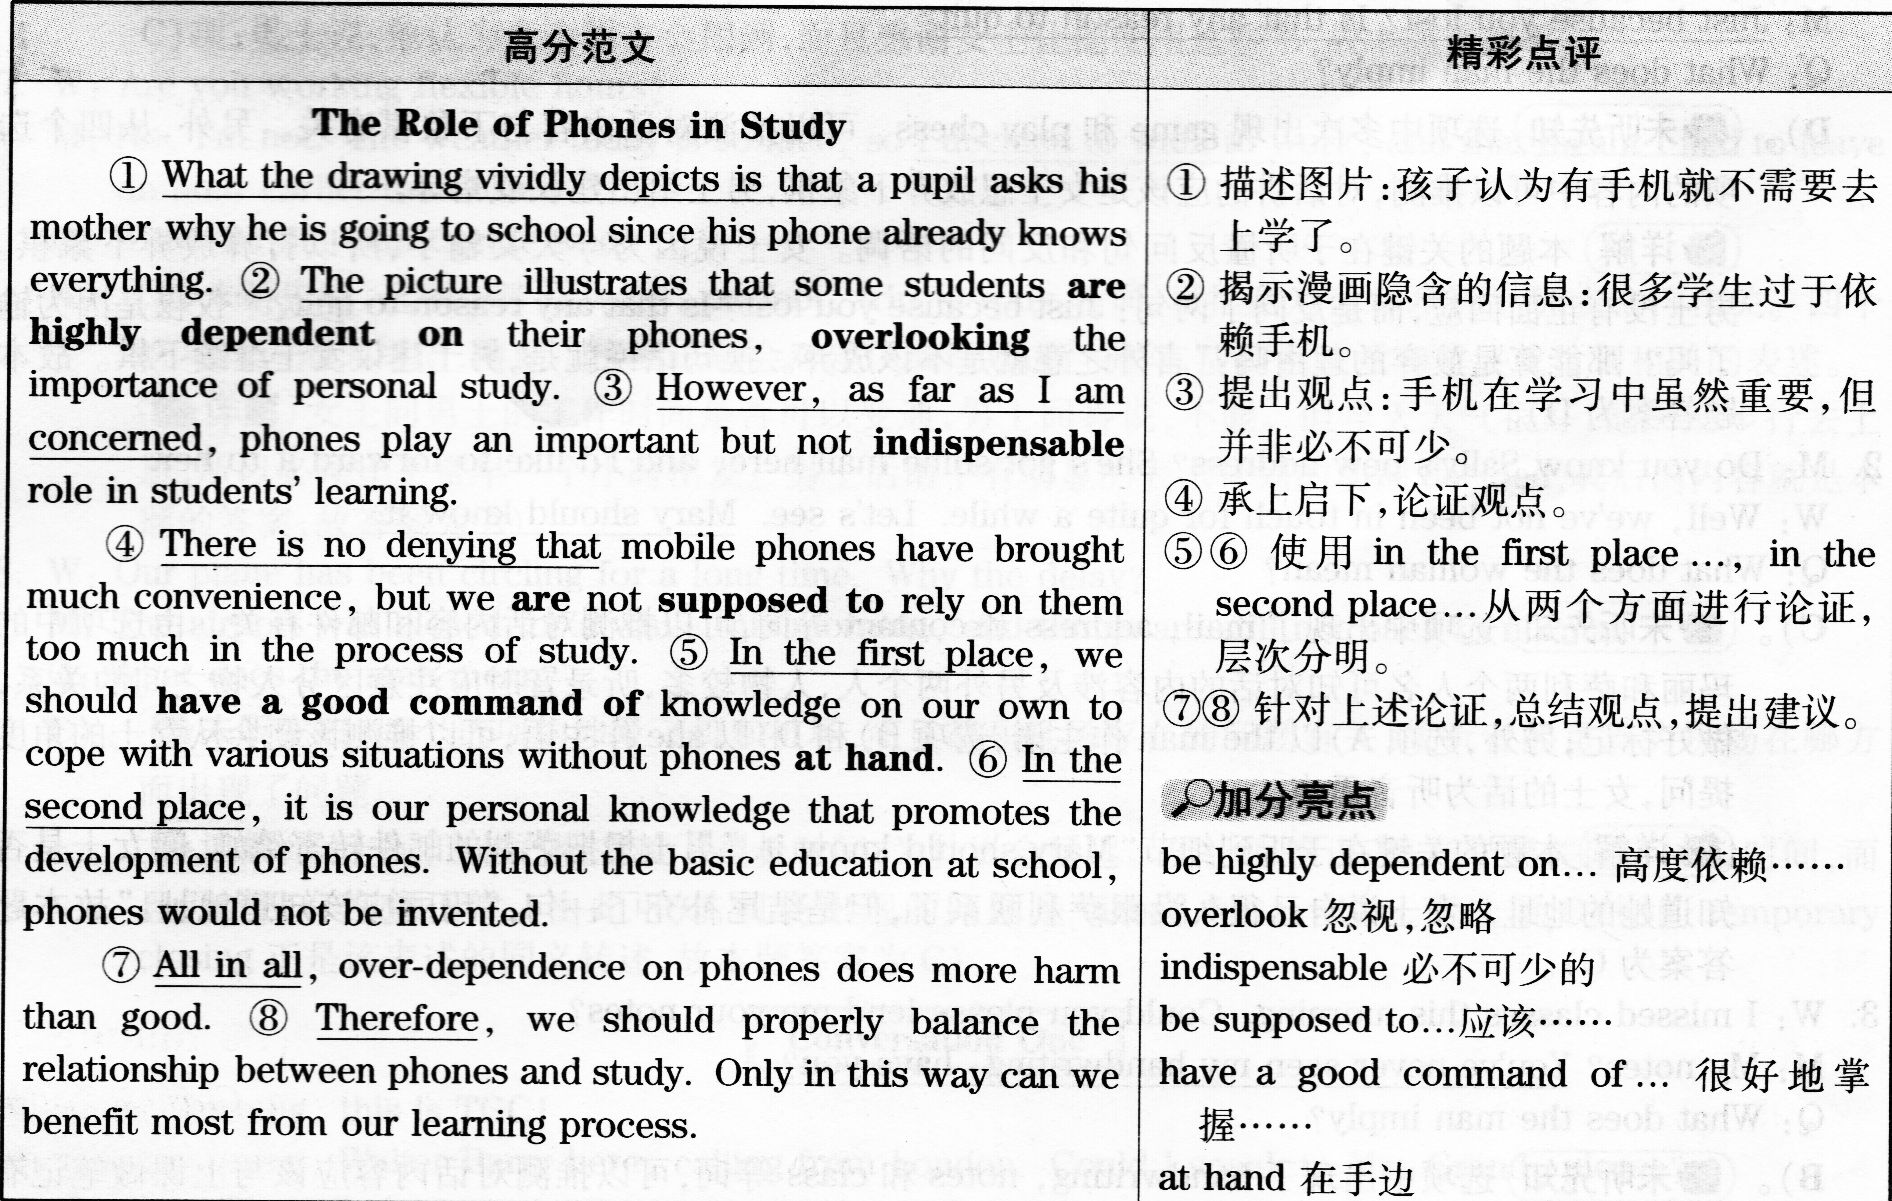 高分范文
The Role of Phones in Study
① What the drawing vividly depicts is that a pupil asks his
mother why he is going to school since his phone already knows
everything. ② The picture illustrates that some students are
highly dependent on their phones, overlooking the
importance of personal study. ③ However, as far as I am
concerned, phones play an important but not indispensable
role in students' learning.
④ There is no denying that mobile phones have brought
much convenience, but we are not supposed to rely on them
too much in the process of study. ⑤ In the first place, we
should have a good command of knowledge on our own to
cope with various situations without phones at hand. ⑥ In the
second place, it is our personal knowledge that promotes the
development of phones. Without the basic education at school,
phones would not be invented.
⑦ All in all, over-dependence on phones does more harm
than good. ⑧ Therefore, we should properly balance the
relationship between phones and study. Only in this way can we
benefit most from our learning process.
精彩点评
① 描述图片:孩子认为有手机就不需要去
上学了。
② 揭示漫画隐含的信息:很多学生过于依
赖手机。
③ 提出观点:手机在学习中虽然重要,但
并非必不可少。
④ 承上启下,论证观点。
⑤⑥ 使用 in the first place …, in the
second place…从两个方面进行论证,
层次分明。
⑦⑧ 针对上述论证,总结观点,提出建议。
加分亮点
be highly dependent on… 高度依赖……
overlook 忽视,忽略
indispensable 必不可少的
be supposed to…应该……
have a good command of… 很好地掌
握……
at hand 在手边